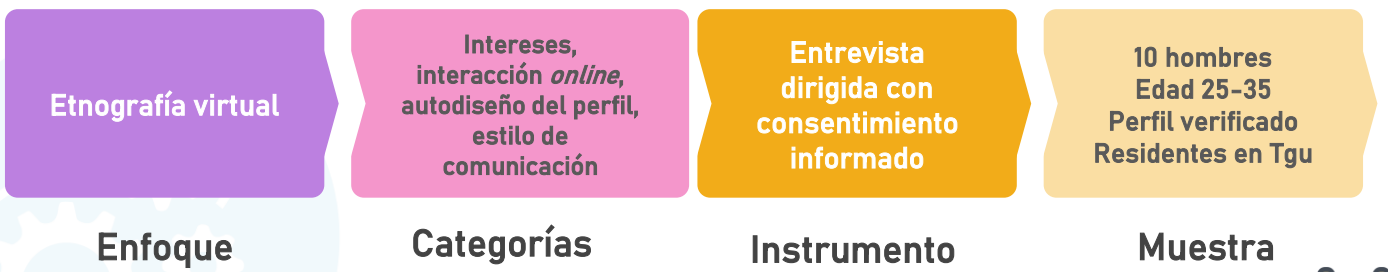 Etnografía virtual
Intereses,
interacción online,
autodiseño del perfil,
estilo de
comunicación
Entrevista
dirigida con
consentimiento
informado
10 hombres
Edad 25-35
Perfil verificado
Residentes en Tgu
Enfoque
Categorías
Instrumento
Muestra